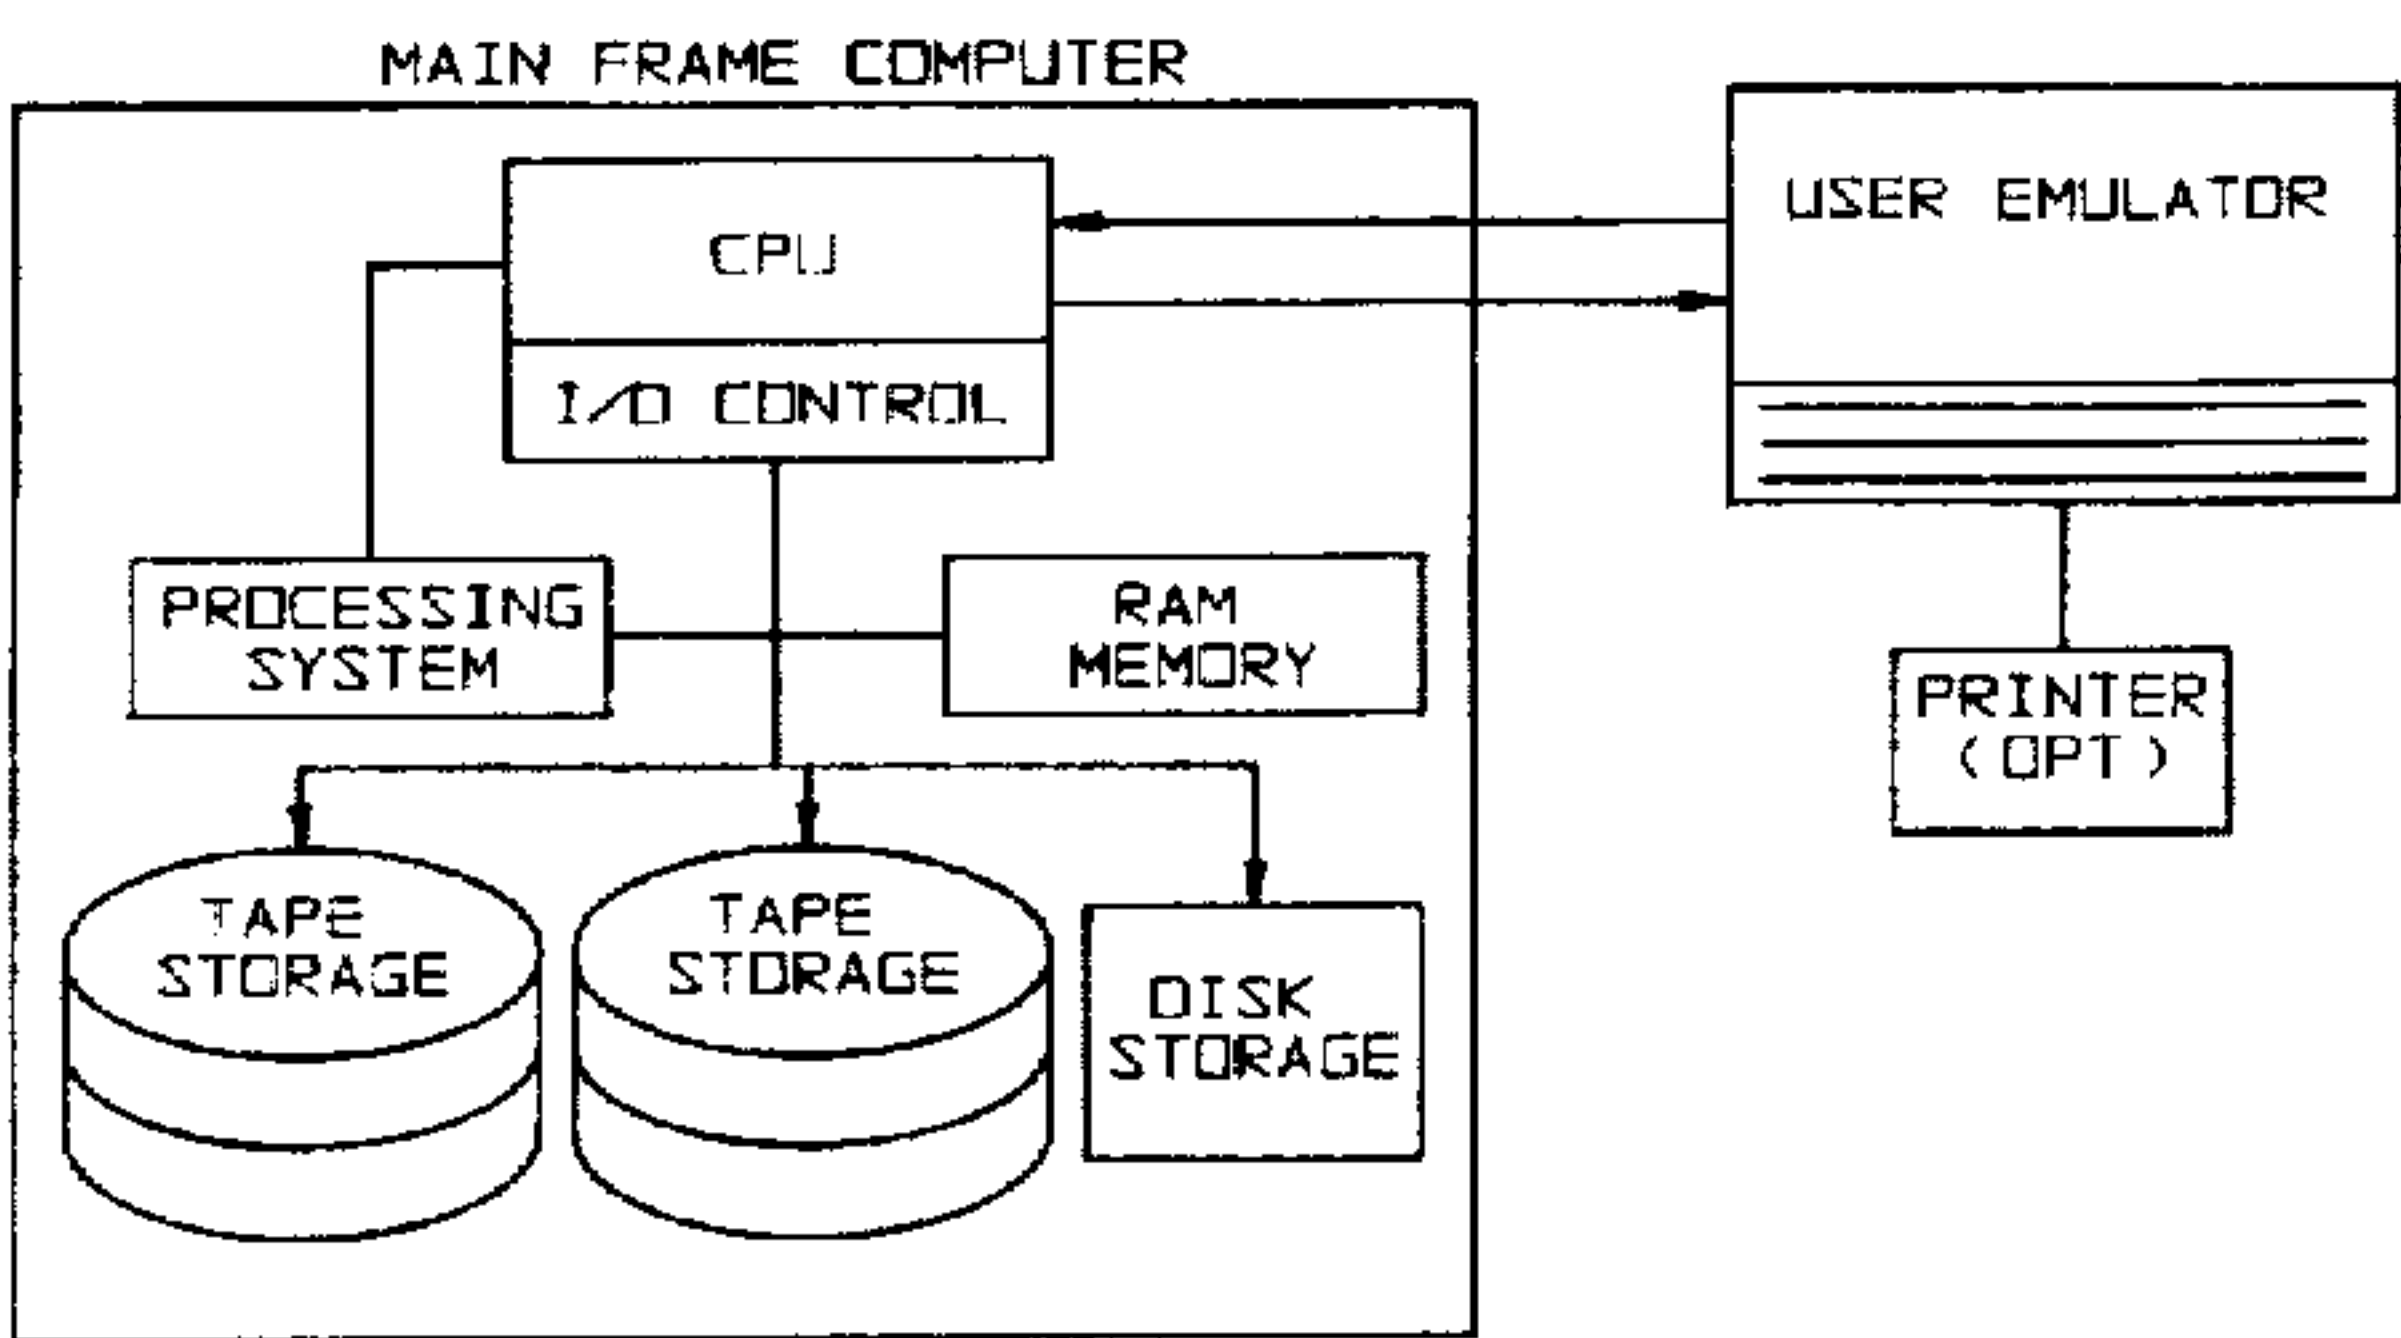 MAIN FRAME COMPUTER
CPU
I/O CONTROL
USER EMULATOR
PROCESSING
SYSTEM
RAM
MEMORY
PRINTER
(OPT)
TAPE
STORAGE
TAPE
STORAGE
DISK
STORAGE